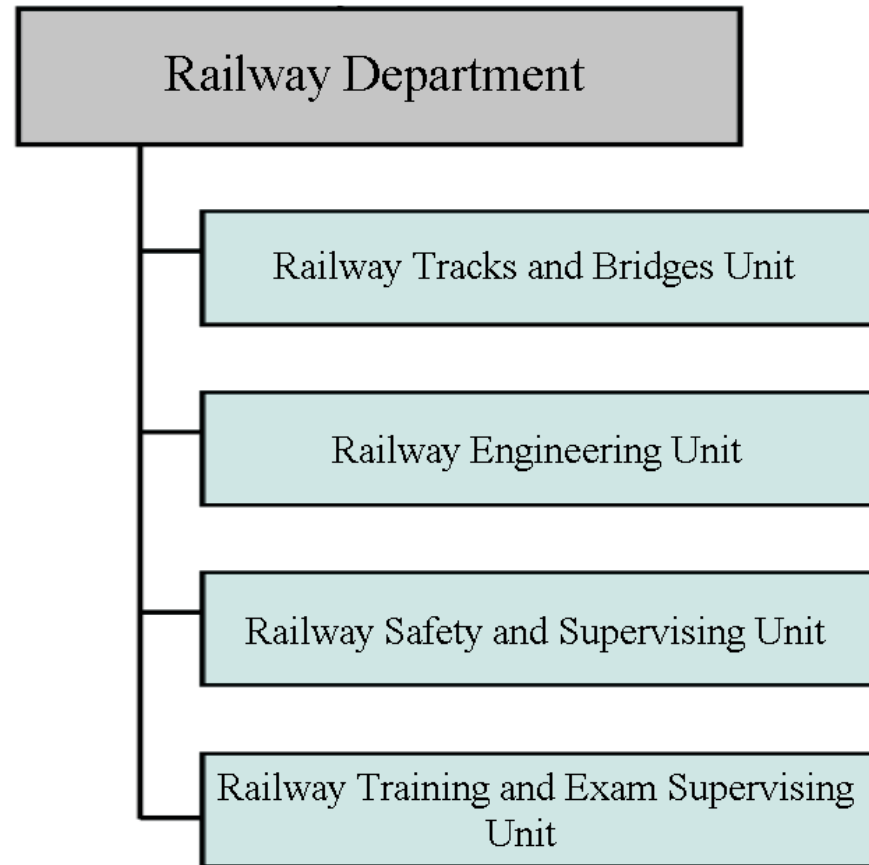 Railway Department
Railway Tracks and Bridges Unit
Railway Engineering Unit
Railway Safety and Supervising Unit
Railway Training and Exam Supervising
Unit